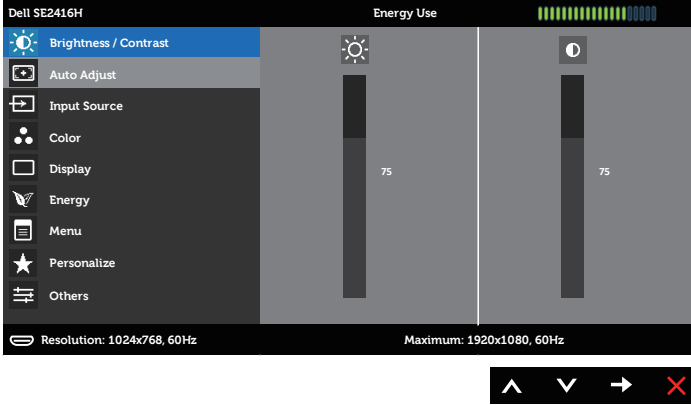 Dell SE2416H Energy Use
Brightness / Contrast
Auto Adjust
Input Source
Color
Display 75 75
Energy
Menu
Personalize
Others
Resolution: 1024x768, 60Hz Maximum: 1920x1080, 60Hz